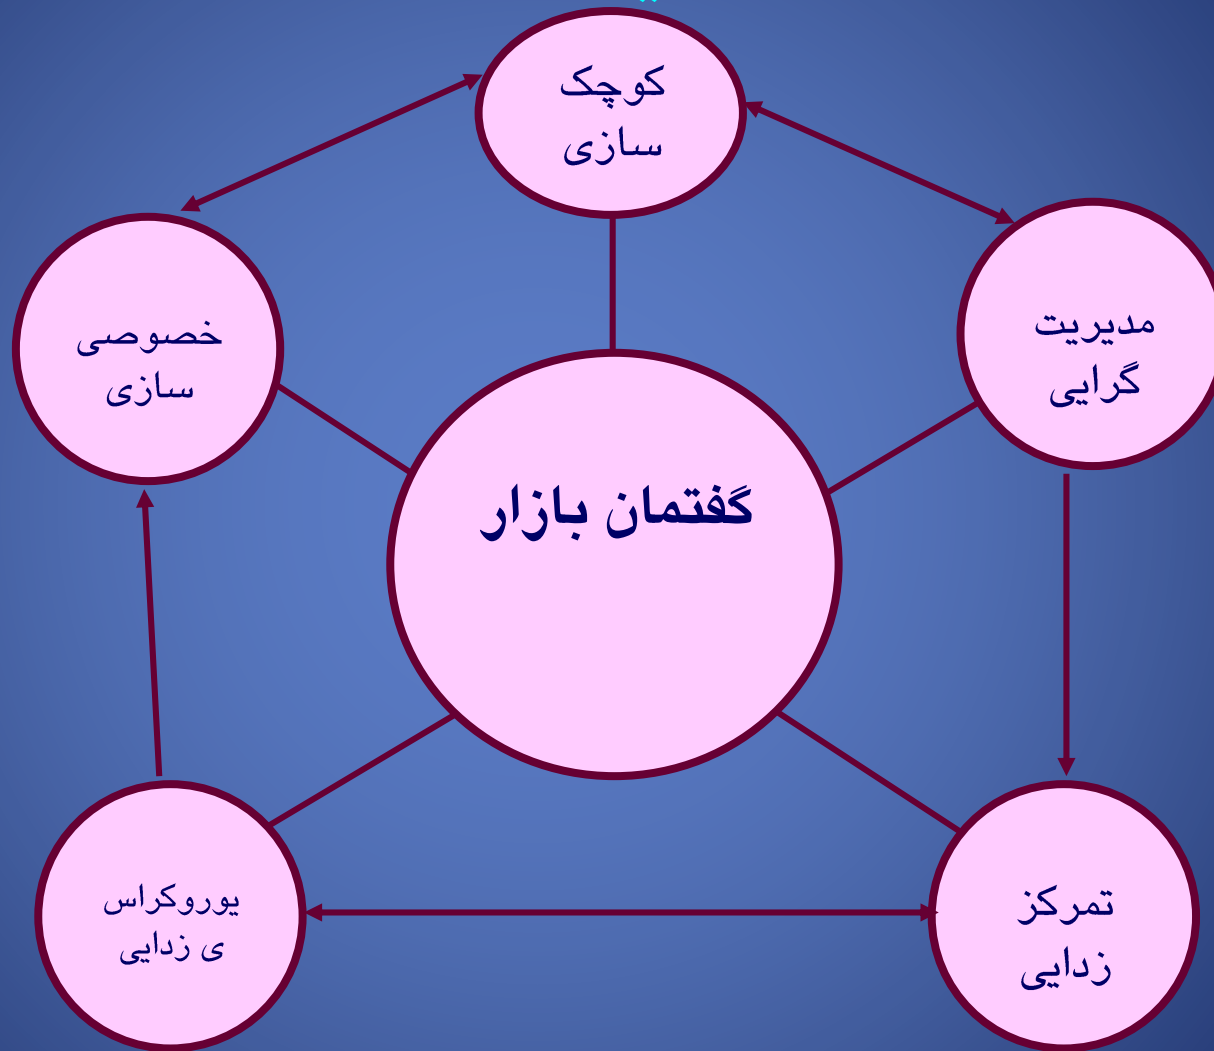 کوچک
سازی
مدیریت
گرایی
خصوصی
سازی
گفتمان بازار
تمرکز
زدایی
یوروکراس
ی زدایی